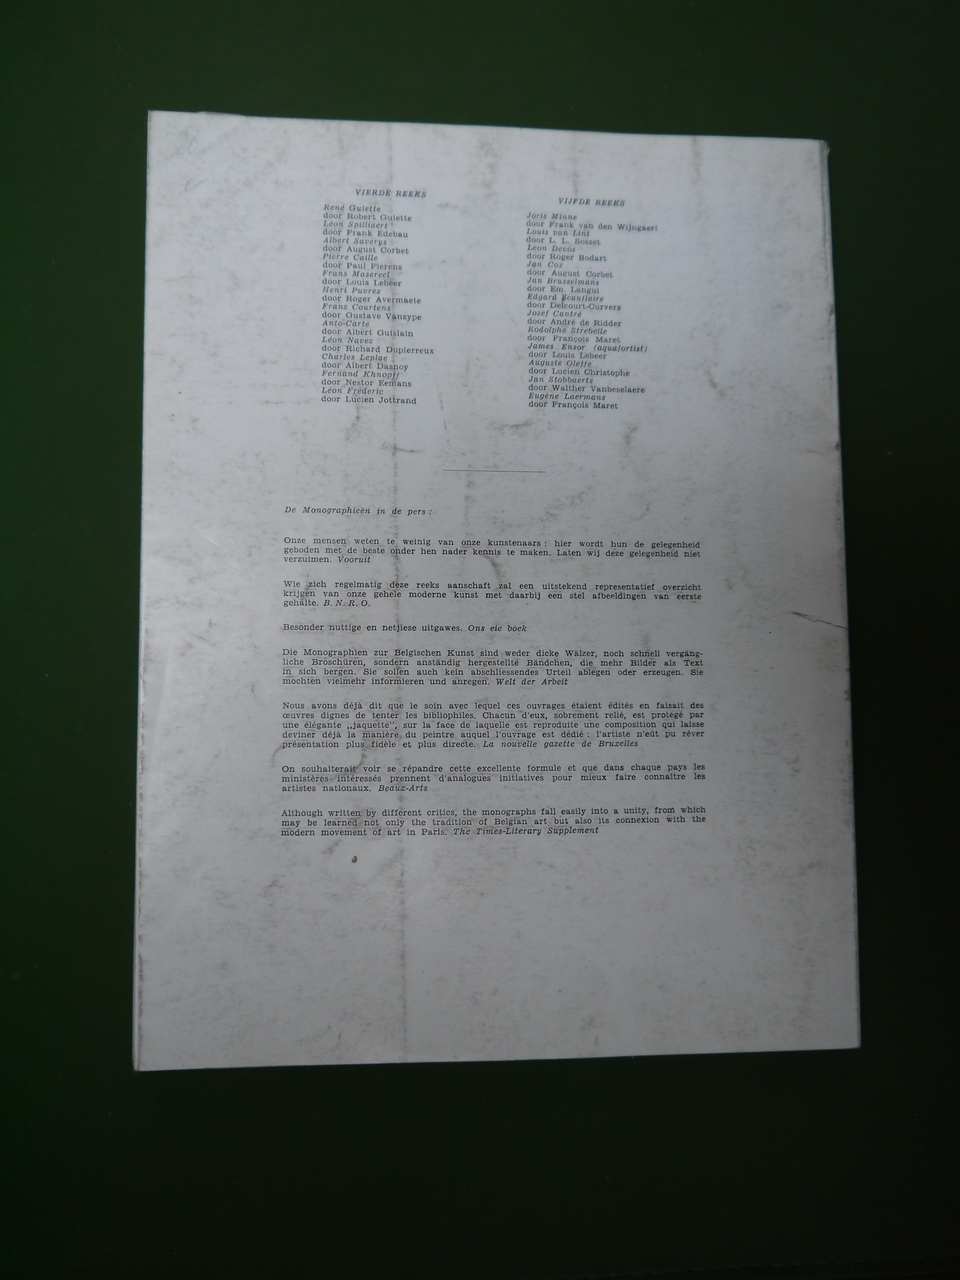 VIERDE REEKS
René Guiette
door Robert Guiette
Léon Spilliaert
door Frank Edebau
Albert Saverys
door August Corbet
Pierre Caille
door Paul Fierens
Frans Masereel
door Louis Lebeer
Henri Puvrez
door Roger Avermaete
Franz Courtens
door Gustave Vanzype
Anto-Carte
door Albert Guislain
Léon Navez
door Richard Dupierreux
Charles Leplae
door Albert Dasnoy
Fernand Khnopff
door Nestor Eemans
Léon Frédéric
door Lucien Jottrand
VIJFDE REEKS
Joris Minne
door Frank van den Wijngaert
Louis van Lint
door L. L. Sosset
Léon Devos
door Roger Bodart
Jan Cox
door August Corbet
Jan Brusselmans
door Em. Langui
Edgard
door Delcourt-Corvers
Jozef Cantré
door André de Ridder
Rodolphe Strebelle
door François Maret
James Ensor (aquafortist)
door Louis Lebeer
Auguste Oleffe
door Lucien Christophe
Jan Stobbaerts
door Walther Vanbeselaere
Eugène Laermans
door François Maret
De Monographieën in de pers :
Onze mensen weten te weinig van onze kunstenaars : hier wordt hun de gelegenheid
geboden met de beste onder hen nader kennis te maken. Laten wij deze gelegenheid niet
verzuimen. Vooruit
Wie zich regelmatig deze reeks aanschaft zal een uitstekend representatief overzicht
krijgen van onze gehele moderne kunst met daarbij een stel afbeeldingen van eerste
gehalte. B. N. R. O.
Besonder nuttige en netjiese uitgawes. Ons eie boek
Die Monographien zur Belgischen Kunst sind weder dicke Wälzer, noch schnell vergäng-
liche Broschüren, sondern anständig hergestellte Bändchen, die mehr Bilder als Text
in sich bergen. Sie sollen auch kein abschliessendes Urteil ablegen oder erzeugen. Sie
möchten vielmehr informieren und anregen. Welt der Arbeit
Nous avons déjà dit que le soin avec lequel ces ouvrages étaient édités en faisait des
œuvres dignes de tenter les bibliophiles. Chacun d'eux, sobrement relié, est protégé par
une élégante „jaquette", sur la face de laquelle est reproduite une composition qui laisse
deviner déjà la manière du peintre auquel l'ouvrage est dédié : l'artiste n'eût pu rêver
présentation plus fidèle et plus directe. La nouvelle gazette de Bruxelles
On souhaiterait voir se répandre cette excellente formule et que dans chaque pays les
ministères intéressés prennent d'analogues initiatives pour mieux faire connaître les
artistes nationaux. Beaux-Arts
Although written by different critics, the monographs fall easily into a unity, from which
may be learned not only the tradition of Belgian art but also its connexion with the
modern movement of art in Paris. The Times-Literary Supplement